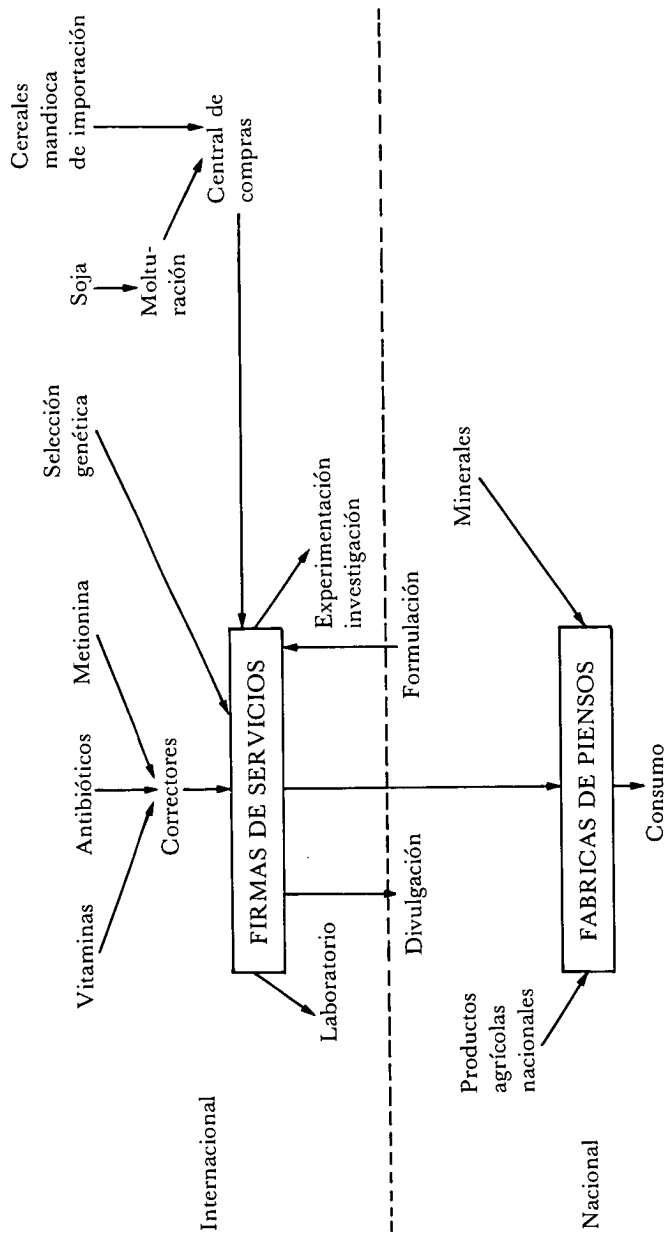 Internacional
Vitaminas
Antibióticos
Metionina
Selección
genética
Soja
Cereales
mandioca
de importación
Correctores
Moltu-
ración
Central de
compras
FIRMAS DE SERVICIOS
Laboratorio
Experimentación
investigación
Divulgación
Formulación
Nacional
Productos
agrícolas
nacionales
Minerales
FABRICAS DE PIENSOS
Consumo